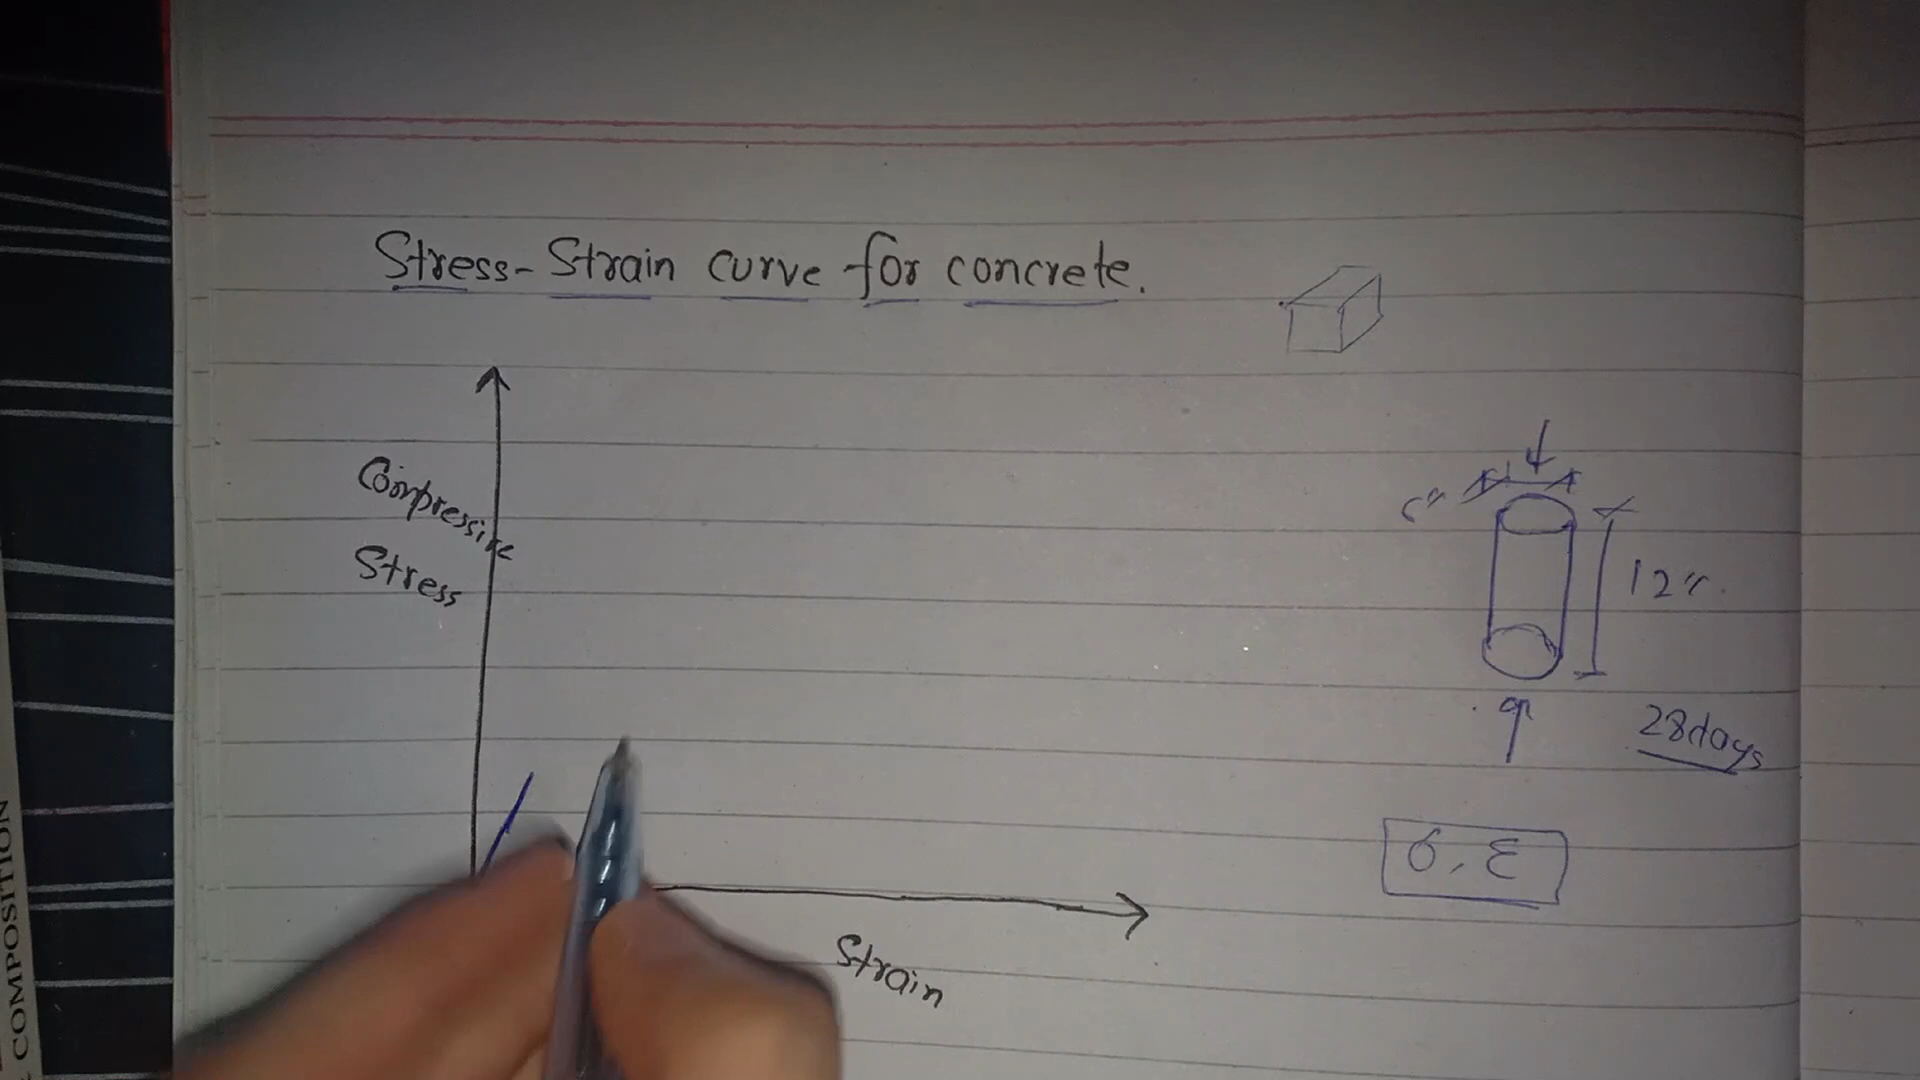 Stress-Strain curve for concrete.
Compressive
Stress
6"
12".
28days
σ, ε
Strain
COMPOSITION